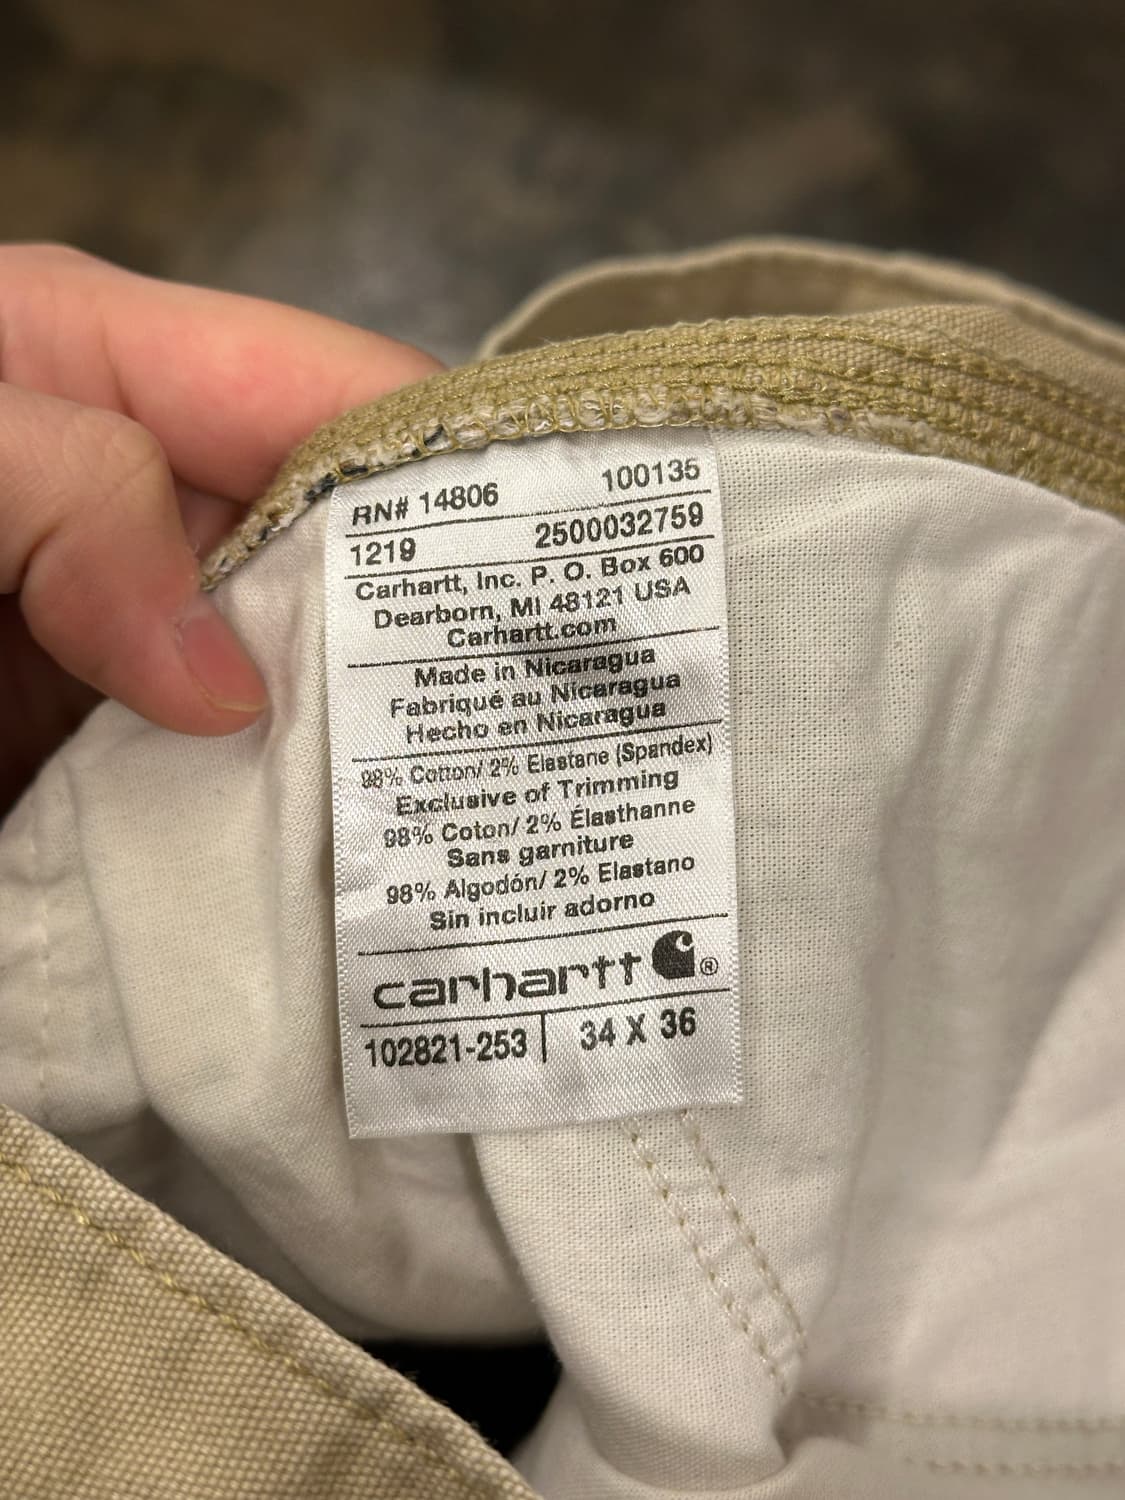 RN# 14806 100135
1219 2500032759
Carhartt, Inc. P. O. Box 600
Dearborn, MI 48121 USA
Carhartt.com
Made in Nicaragua
Fabriqué au Nicaragua
Hecho en Nicaragua
98% Cotton/ 2% Elastane (Spandex)
Exclusive of Trimming
98% Coton/ 2% Élasthanne
Sans garniture
98% Algodón/ 2% Elastano
Sin incluir adorno
carhartt ®
102821-253 | 34 X 36